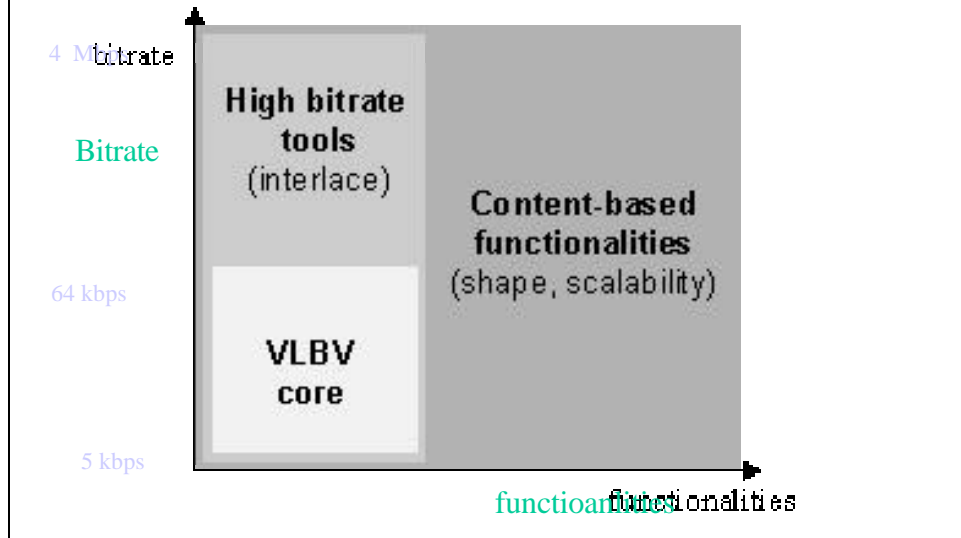 4 Mbps
bitrate
High bitrate
tools
(interlace)
Bitrate
Content-based
functionalities
(shape, scalability)
64 kbps
VLBV
core
5 kbps
functioanlities
functionalities